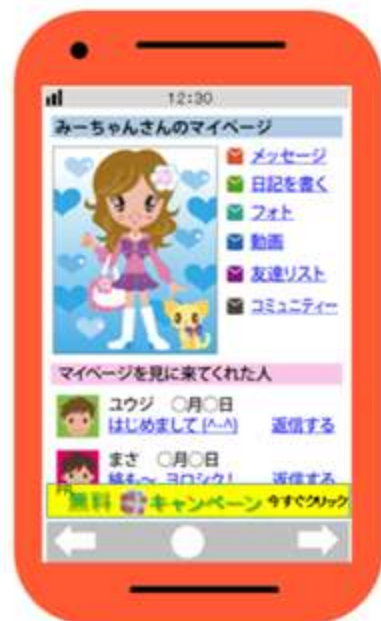 12:30
みーちゃんさんのマイページ
メッセージ
日記を書く
フォト
動画
友達リスト
コミュニティー
マイページを見に来てくれた人
ユウジ ○月○日
はじめまして(^-^) 返信する
まさ ○月○日
ヨロシク! 返信する
無料 キャンペーン 今すぐクリック